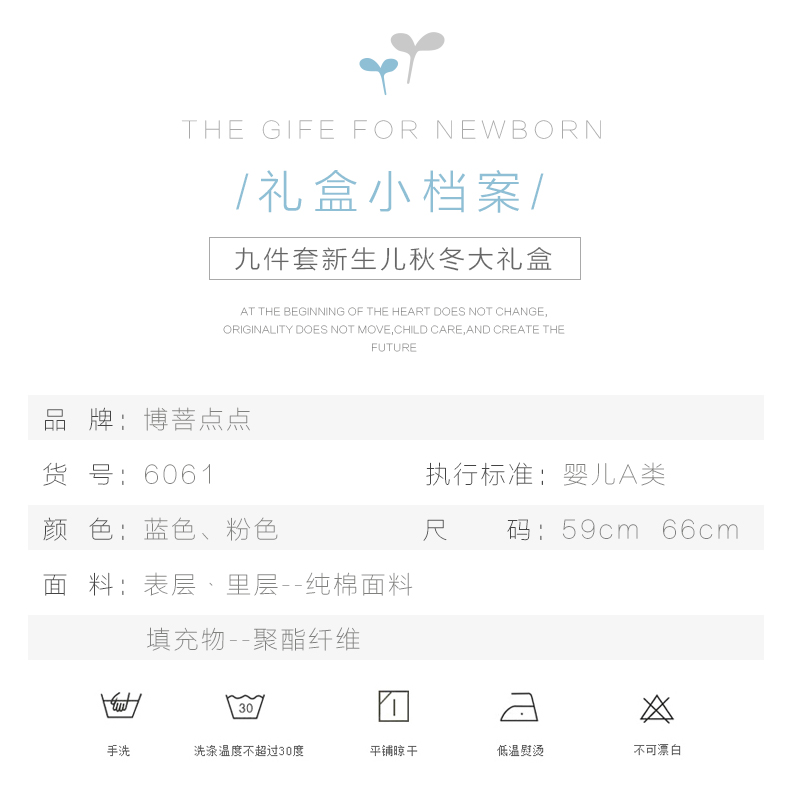 THE GIFE FOR NEWBORN
/礼盒小档案/
九件套新生儿秋冬大礼盒
AT THE BEGINNING OF THE HEART DOES NOT CHANGE,
ORIGINALITY DOES NOT MOVE,CHILD CARE,AND CREATE THE
FUTURE
品 牌：博菩点点
货 号：6061 执行标准：婴儿A类
颜 色：蓝色、粉色 尺 码：59cm 66cm
面 料：表层、里层--纯棉面料
填充物--聚酯纤维
30
手洗 洗涤温度不超过30度 平铺晾干 低温熨烫 不可漂白